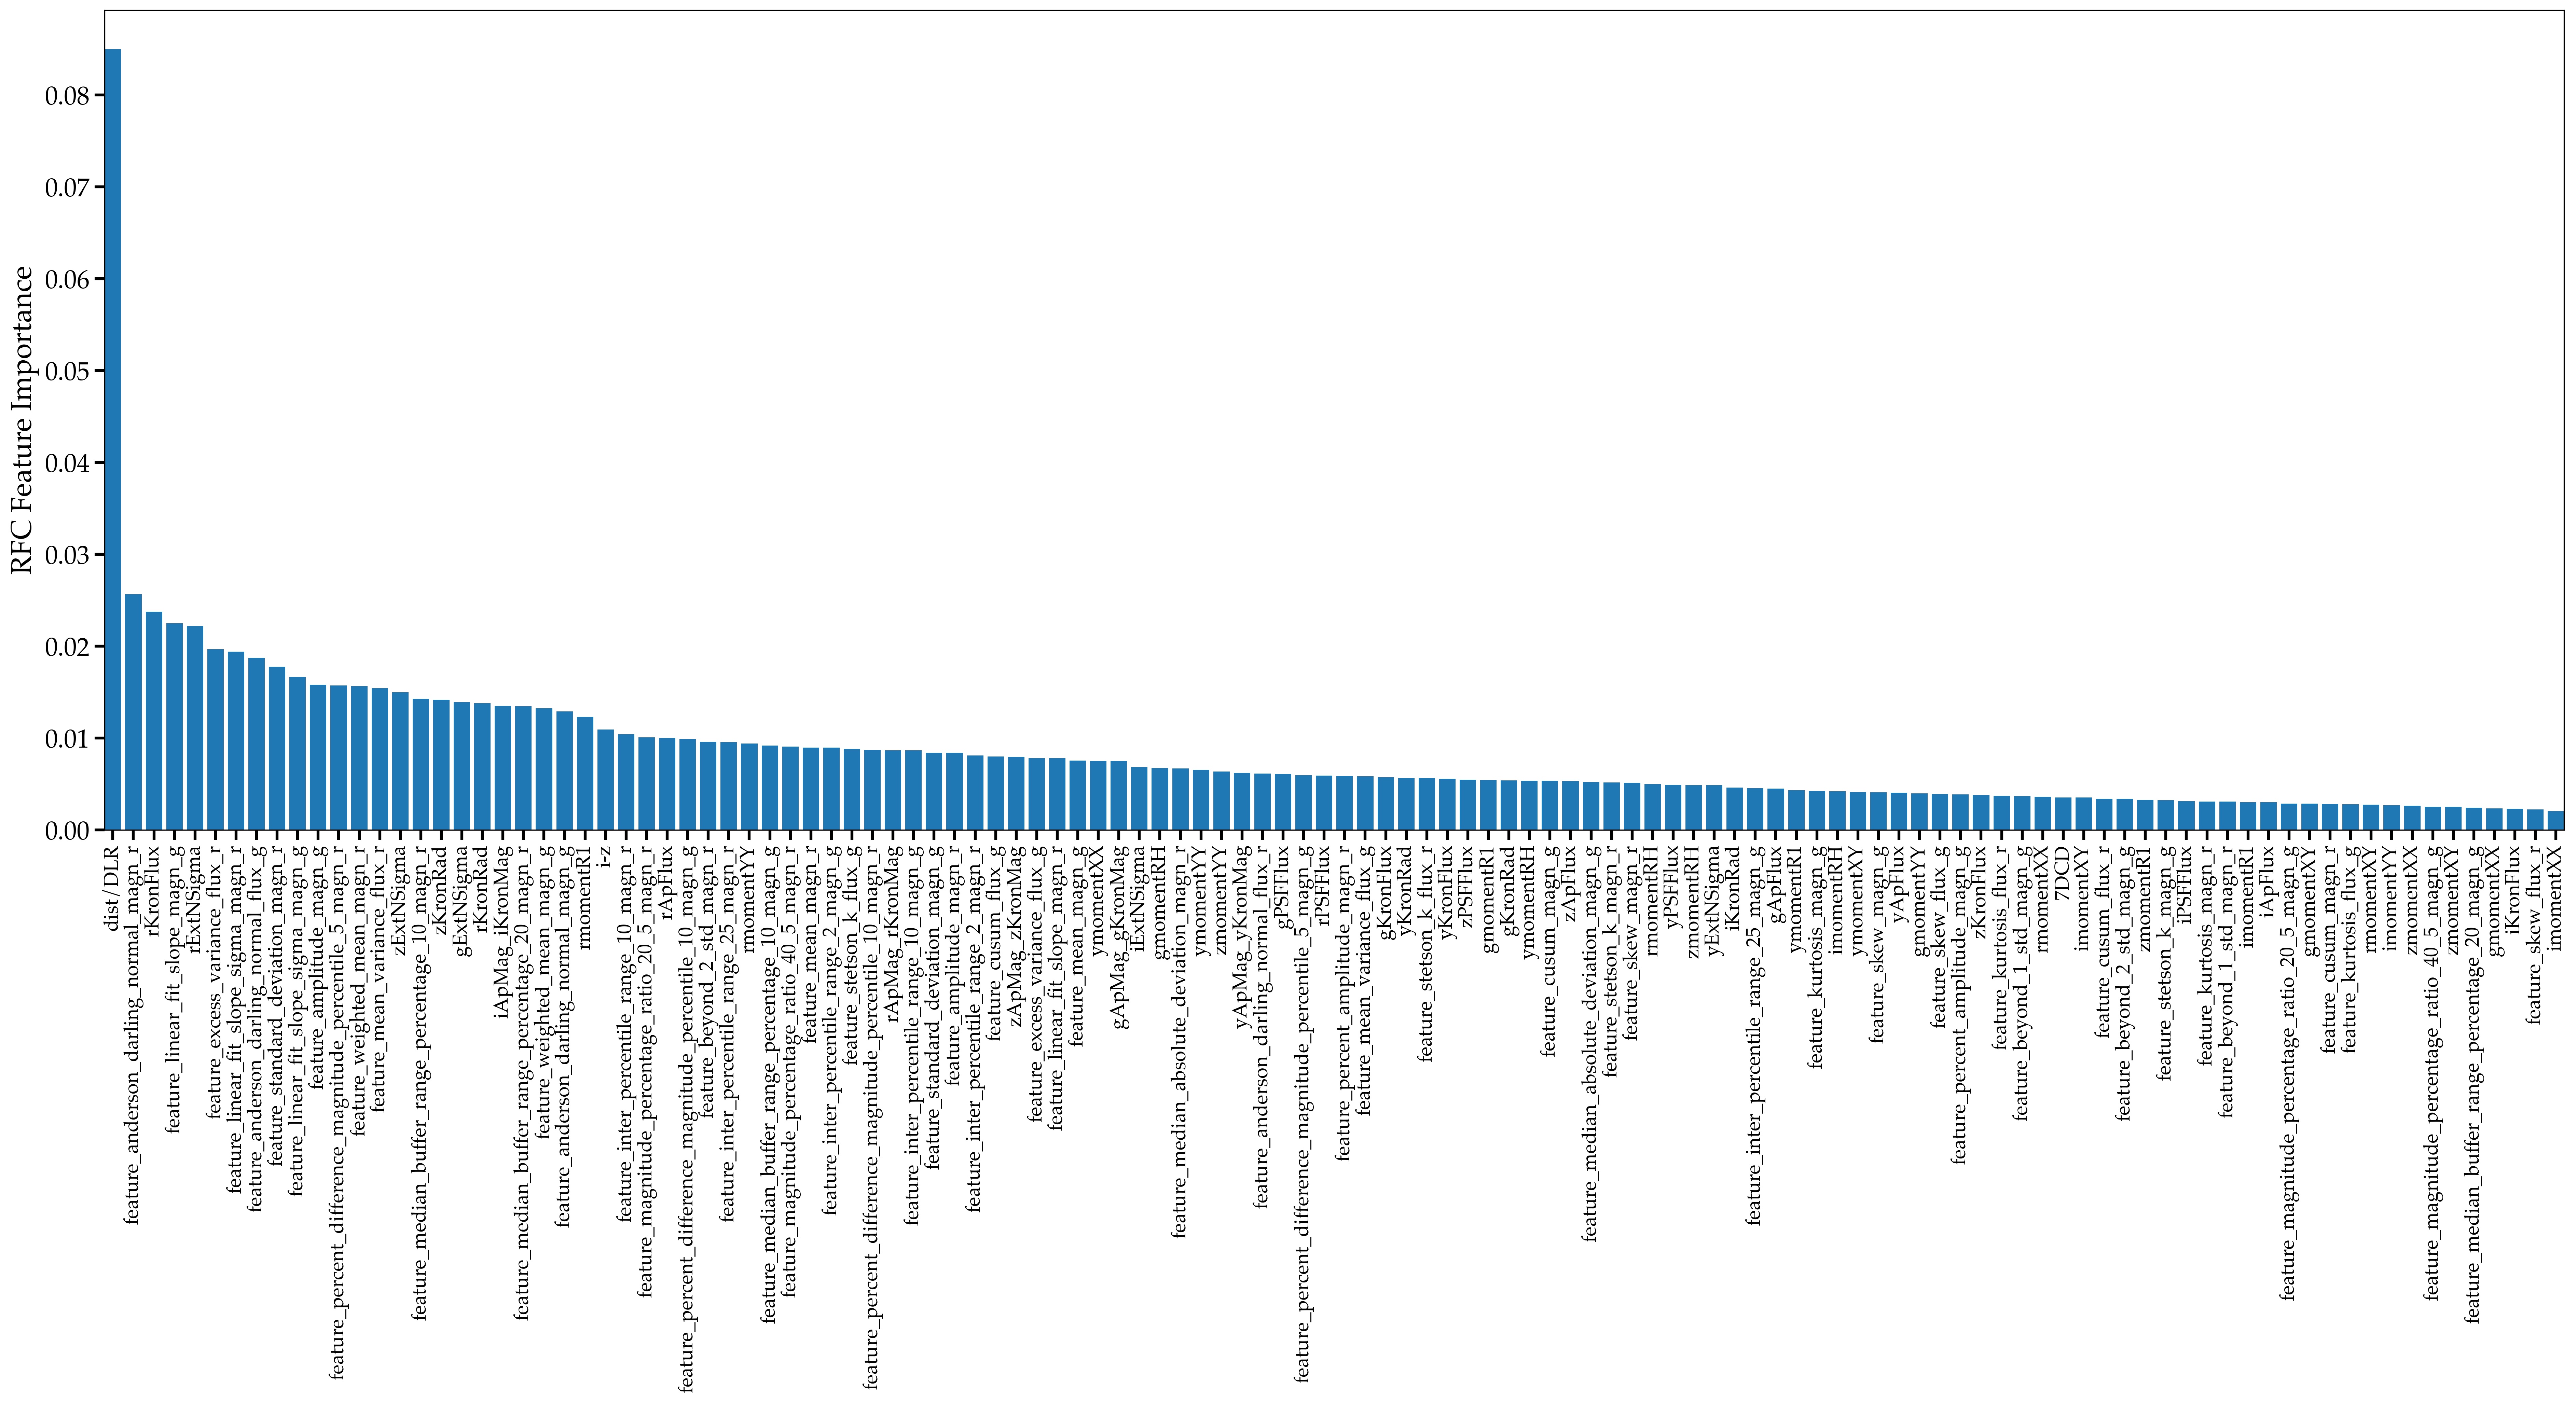 RFC Feature Importance
0.08
0.07
0.06
0.05
0.04
0.03
0.02
0.01
0.00
dist/DLR
feature_anderson_darling_normal_magn_r
rKronFlux
feature_linear_fit_slope_magn_g
rExtNSigma
feature_excess_variance_flux_r
feature_linear_fit_slope_sigma_magn_r
feature_anderson_darling_normal_flux_g
feature_standard_deviation_magn_r
feature_linear_fit_slope_sigma_magn_g
feature_amplitude_magn_g
feature_percent_difference_magnitude_percentile_5_magn_r
feature_weighted_mean_magn_r
feature_mean_variance_flux_r
zExtNSigma
feature_median_buffer_range_percentage_10_magn_r
zKronRad
gExtNSigma
rKronRad
iApMag_iKronMag
feature_median_buffer_range_percentage_20_magn_r
feature_weighted_mean_magn_g
feature_anderson_darling_normal_magn_g
rmomentR1
i-z
feature_inter_percentile_range_10_magn_r
feature_magnitude_percentage_ratio_20_5_magn_r
rApFlux
feature_percent_difference_magnitude_percentile_10_magn_g
feature_beyond_2_std_magn_r
feature_inter_percentile_range_25_magn_r
rmomentYY
feature_median_buffer_range_percentage_10_magn_g
feature_magnitude_percentage_ratio_40_5_magn_r
feature_mean_magn_r
feature_inter_percentile_range_2_magn_g
feature_stetson_k_flux_g
feature_percent_difference_magnitude_percentile_10_magn_r
rApMag_rKronMag
feature_inter_percentile_range_10_magn_g
feature_standard_deviation_magn_g
feature_amplitude_magn_r
feature_inter_percentile_range_2_magn_r
feature_cusum_flux_g
zApMag_zKronMag
feature_excess_variance_flux_g
feature_linear_fit_slope_magn_r
feature_mean_magn_g
ymomentXX
gApMag_gKronMag
iExtNSigma
gmomentRH
feature_median_absolute_deviation_magn_r
ymomentYY
zmomentYY
yApMag_yKronMag
feature_anderson_darling_normal_flux_r
gPSFFlux
feature_percent_difference_magnitude_percentile_5_magn_g
rPSFFlux
feature_percent_amplitude_magn_r
feature_mean_variance_flux_g
gKronFlux
yKronRad
feature_stetson_k_flux_r
yKronFlux
zPSFFlux
gmomentR1
gKronRad
ymomentRH
feature_cusum_magn_g
zApFlux
feature_median_absolute_deviation_magn_g
feature_stetson_k_magn_r
feature_skew_magn_r
rmomentRH
yPSFFlux
zmomentRH
yExtNSigma
iKronRad
feature_inter_percentile_range_25_magn_g
gApFlux
ymomentR1
feature_kurtosis_magn_g
imomentRH
ymomentXY
feature_skew_magn_g
yApFlux
gmomentYY
feature_skew_flux_g
feature_percent_amplitude_magn_g
zKronFlux
feature_kurtosis_flux_r
feature_beyond_1_std_magn_g
rmomentXX
7DCD
imomentXY
feature_cusum_flux_r
feature_beyond_2_std_magn_g
zmomentR1
feature_stetson_k_magn_g
iPSFFlux
feature_kurtosis_magn_r
feature_beyond_1_std_magn_r
imomentR1
iApFlux
feature_magnitude_percentage_ratio_20_5_magn_g
gmomentXY
feature_cusum_magn_r
feature_kurtosis_flux_g
rmomentXY
imomentYY
zmomentXX
feature_magnitude_percentage_ratio_40_5_magn_g
zmomentXY
feature_median_buffer_range_percentage_20_magn_g
gmomentXX
iKronFlux
feature_skew_flux_r
imomentXX